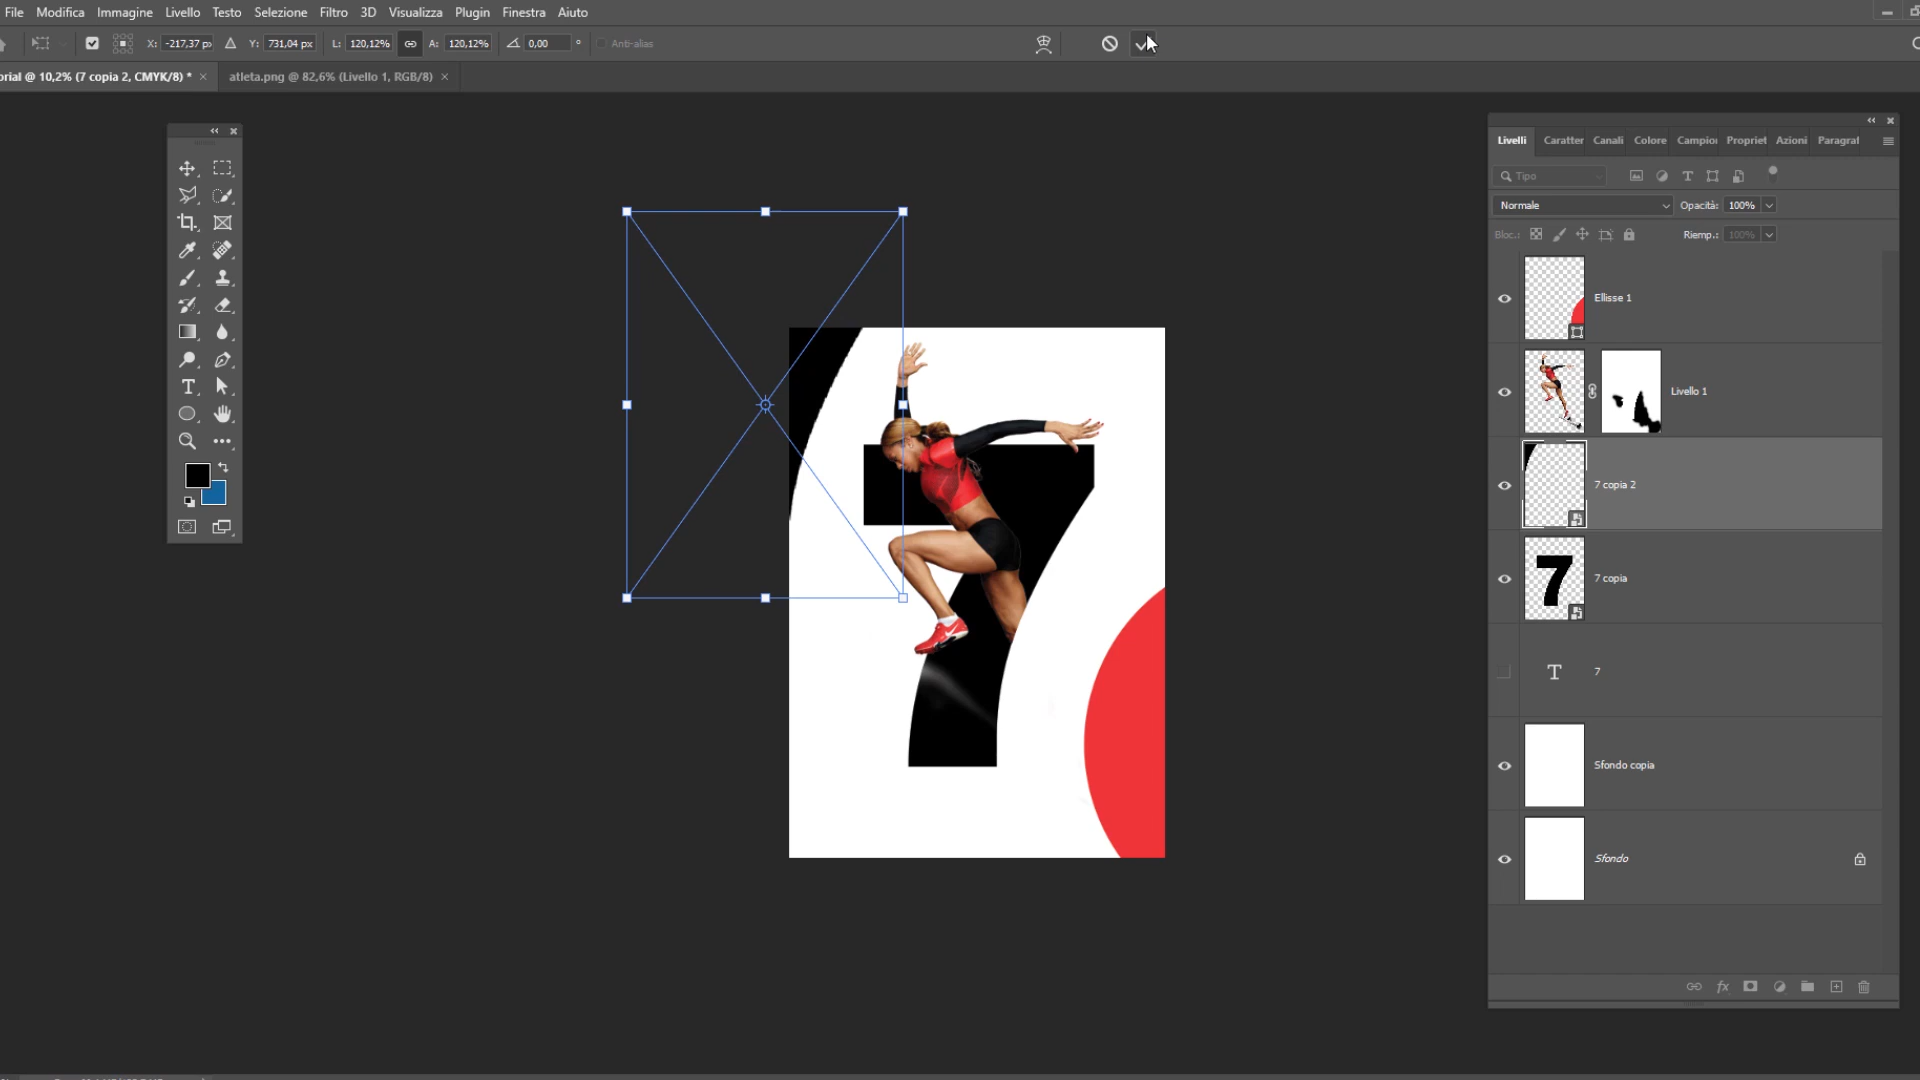 File Modifica Immagine Livello Testo Selezione Filtro 3D Visualizza Plugin Finestra Aiuto
X: -217,37 px Y: 731,04 px L: 120,12% A: 120,12% 0,00 ° Anti-alias
orial @ 10,2% (7 copia 2, CMYK/8) * × atleta.png @ 82,6% (Livello 1, RGB/8) ×
Livelli Caratter Canali Colore Campio Propriet Azioni Paragraf
Tipo
Normale Opacità: 100%
Bloc.: Riemp.: 100%
Ellisse 1
Livello 1
7 copia 2
7 copia
7
Sfondo copia
Sfondo
7